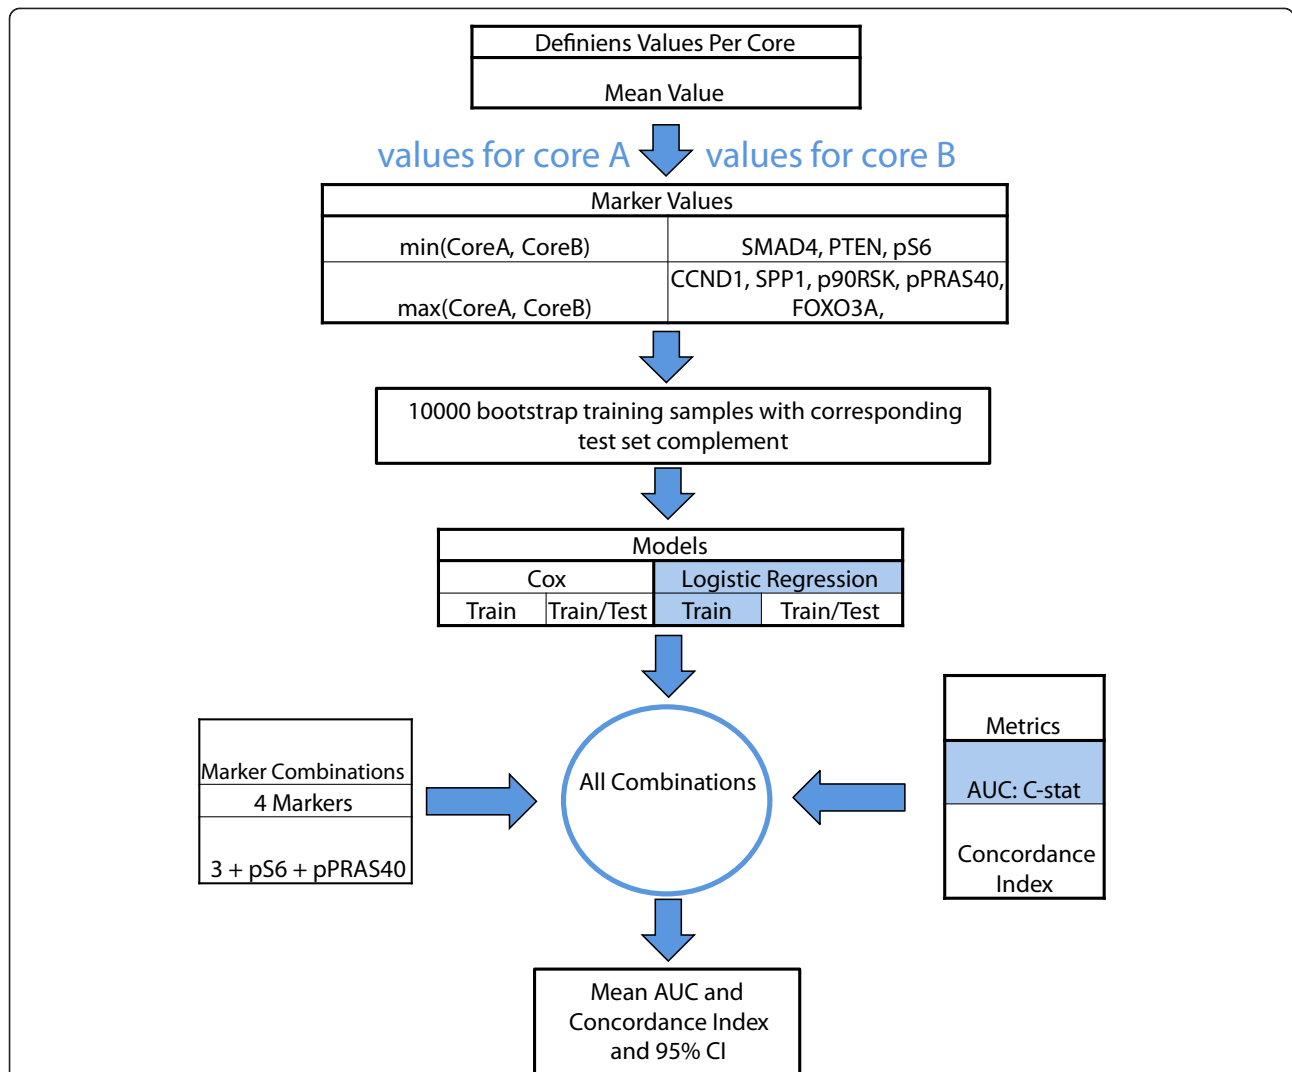 Definiens Values Per Core
Mean Value
values for core A
values for core B
Marker Values
min(CoreA, CoreB)
SMAD4, PTEN, pS6
max(CoreA, CoreB)
CCND1, SPP1, p90RSK, pPRAS40,
FOXO3A,
10000 bootstrap training samples with corresponding
test set complement
Models
Cox
Logistic Regression
Train
Train/Test
Train
Train/Test
Marker Combinations
4 Markers
3 + pS6 + pPRAS40
All Combinations
Metrics
AUC: C-stat
Concordance
Index
Mean AUC and
Concordance Index
and 95% CI